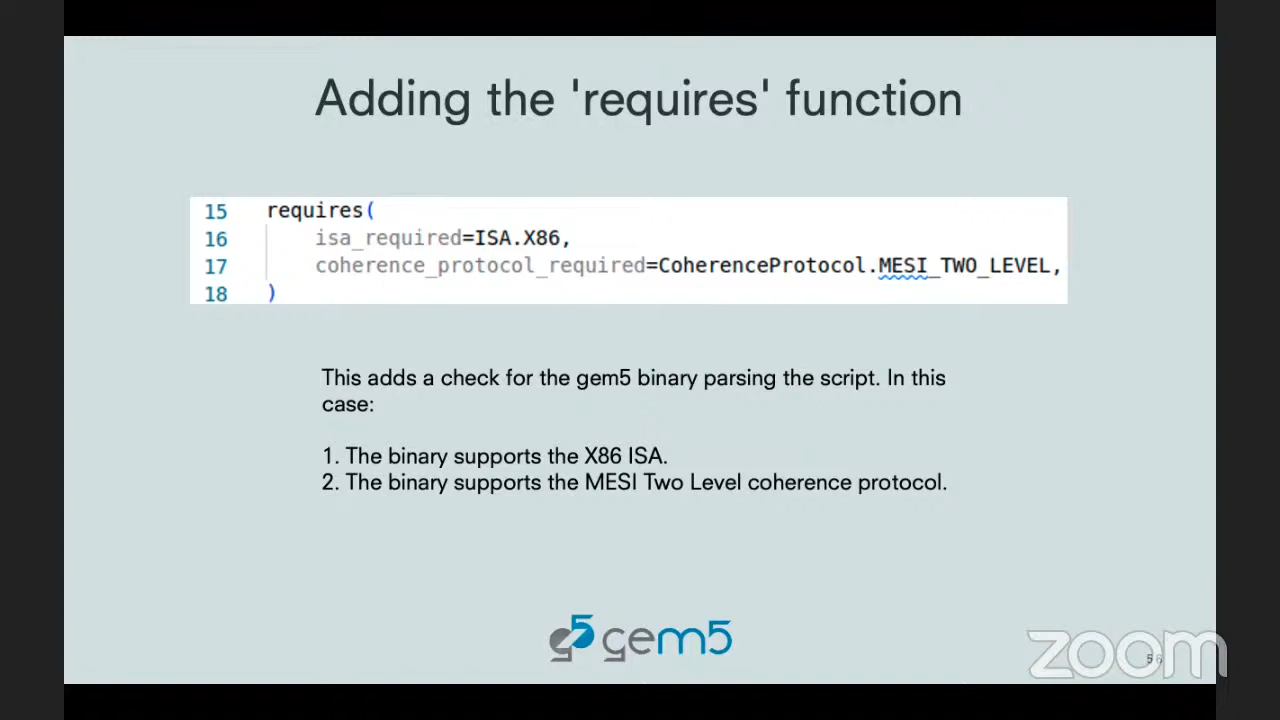 Adding the 'requires' function
15 requires(
16 isa_required=ISA.X86,
17 coherence_protocol_required=CoherenceProtocol.MESI_TWO_LEVEL,
18 )
This adds a check for the gem5 binary parsing the script. In this
case:
1. The binary supports the X86 ISA.
2. The binary supports the MESI Two Level coherence protocol.
g5 gem5
zoom
56